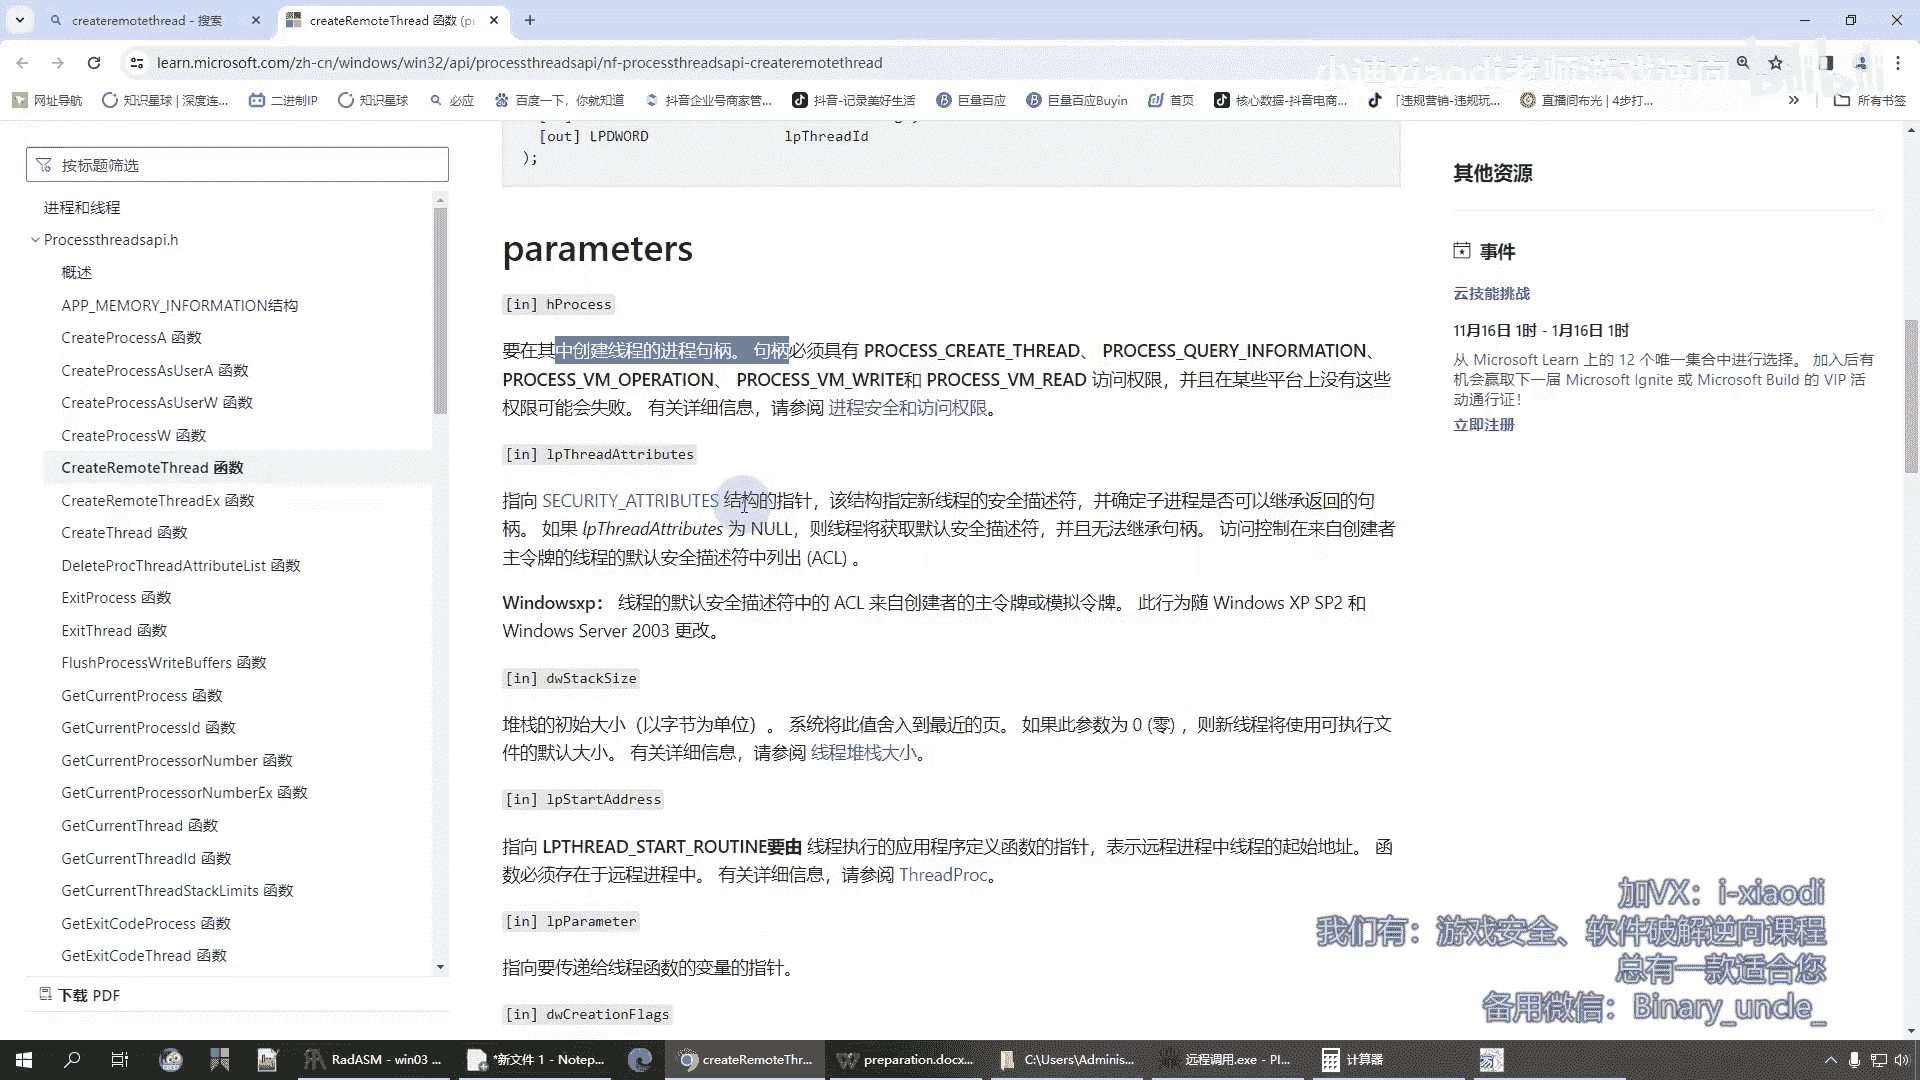 createremotethread - 搜索
createRemoteThread 函数 (pr
learn.microsoft.com/zh-cn/windows/win32/api/processthreadsapi/nf-processthreadsapi-createremotethread
小迪xiaodi老师游戏逆向
bilibili
网址导航
知识星球 | 深度连...
二进制IP
知识星球
必应
百度一下，你就知道
抖音企业号商家管...
抖音-记录美好生活
巨量百应
巨量百应Buyin
首页
核心数据-抖音电商...
「违规营销-违规玩...
直播间布光 | 4步打...
所有书签
按标题筛选
进程和线程
Processthreadsapi.h
概述
APP_MEMORY_INFORMATION结构
CreateProcessA 函数
CreateProcessAsUserA 函数
CreateProcessAsUserW 函数
CreateProcessW 函数
CreateRemoteThread 函数
CreateRemoteThreadEx 函数
CreateThread 函数
DeleteProcThreadAttributeList 函数
ExitProcess 函数
ExitThread 函数
FlushProcessWriteBuffers 函数
GetCurrentProcess 函数
GetCurrentProcessId 函数
GetCurrentProcessorNumber 函数
GetCurrentProcessorNumberEx 函数
GetCurrentThread 函数
GetCurrentThreadId 函数
GetCurrentThreadStackLimits 函数
GetExitCodeProcess 函数
GetExitCodeThread 函数
下载 PDF
[out] LPDWORD lpThreadId
);
parameters
[in] hProcess
要在其中创建线程的进程句柄。 句柄必须具有 PROCESS_CREATE_THREAD、 PROCESS_QUERY_INFORMATION、
PROCESS_VM_OPERATION、 PROCESS_VM_WRITE和 PROCESS_VM_READ 访问权限，并且在某些平台上没有这些
权限可能会失败。 有关详细信息，请参阅 进程安全和访问权限。
[in] lpThreadAttributes
指向 SECURITY_ATTRIBUTES 结构的指针，该结构指定新线程的安全描述符，并确定子进程是否可以继承返回的句
柄。 如果 lpThreadAttributes 为 NULL，则线程将获取默认安全描述符，并且无法继承句柄。 访问控制在来自创建者
主令牌的线程的默认安全描述符中列出 (ACL) 。
Windowsxp： 线程的默认安全描述符中的 ACL 来自创建者的主令牌或模拟令牌。 此行为随 Windows XP SP2 和
Windows Server 2003 更改。
[in] dwStackSize
堆栈的初始大小（以字节为单位）。 系统将此值舍入到最近的页。 如果此参数为 0 (零) ，则新线程将使用可执行文
件的默认大小。 有关详细信息，请参阅 线程堆栈大小。
[in] lpStartAddress
指向 LPTHREAD_START_ROUTINE要由 线程执行的应用程序定义函数的指针，表示远程进程中线程的起始地址。 函
数必须存在于远程进程中。 有关详细信息，请参阅 ThreadProc。
[in] lpParameter
指向要传递给线程函数的变量的指针。
[in] dwCreationFlags
其他资源
事件
云技能挑战
11月16日 1时 - 1月16日 1时
从 Microsoft Learn 上的 12 个唯一集合中进行选择。 加入后有
机会赢取下一届 Microsoft Ignite 或 Microsoft Build 的 VIP 活
动通行证！
立即注册
加VX：i-xiaodi
我们有：游戏安全、软件破解逆向课程
总有一款适合您
备用微信：Binary_uncle_
RadASM - win03 ...
*新文件 1 - Notep...
createRemoteThr...
preparation.docx...
C:\Users\Adminis...
远程调用.exe - PI...
计算器